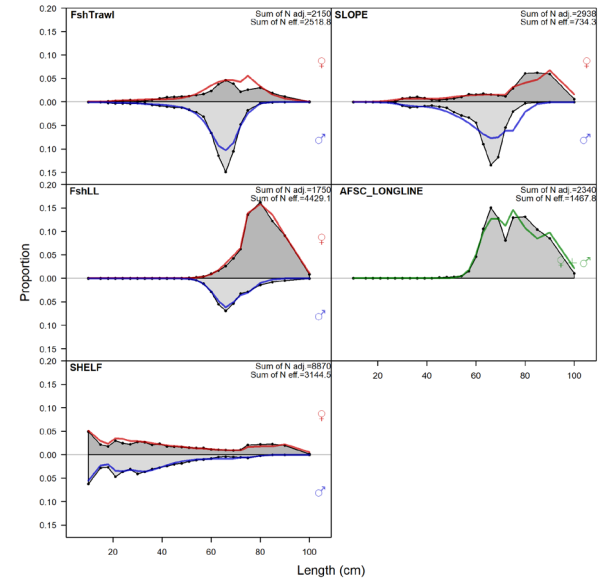 FshTrawl
Sum of N adj.=2150
Sum of N eff.=2518.8
♀
♂
SLOPE
Sum of N adj.=2938
Sum of N eff.=734.3
♀
♂
FshLL
Sum of N adj.=1750
Sum of N eff.=4429.1
♀
♂
AFSC_LONGLINE
Sum of N adj.=2340
Sum of N eff.=1467.8
♀+♂
SHELF
Sum of N adj.=8870
Sum of N eff.=3144.5
♀
♂
0.20
0.15
0.10
0.05
0.00
0.05
0.10
0.15
0.20
0.15
0.10
0.05
0.00
0.05
0.10
0.15
0.20
0.15
0.10
0.05
0.00
0.05
0.10
0.15
Proportion
20 40 60 80 100
20 40 60 80 100
Length (cm)